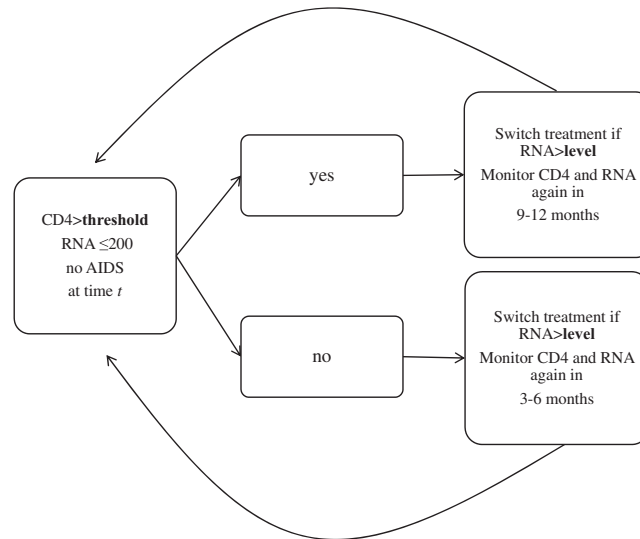 CD4>threshold
RNA ≤200
no AIDS
at time t
yes
Switch treatment if
RNA>level
Monitor CD4 and RNA
again in
9-12 months
no
Switch treatment if
RNA>level
Monitor CD4 and RNA
again in
3-6 months